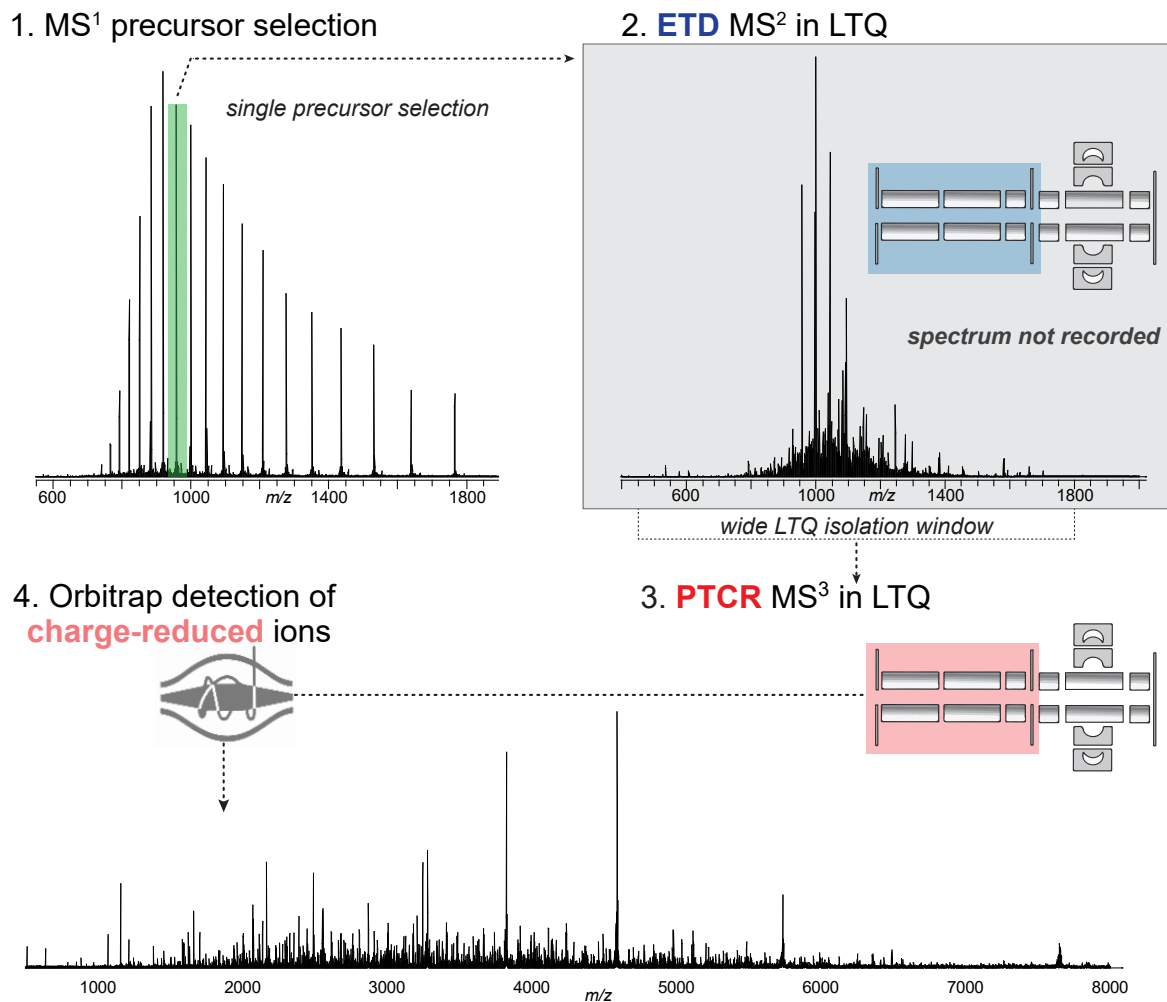 1. MS¹ precursor selection
single precursor selection
600 1000 m/z 1400 1800
2. ETD MS² in LTQ
spectrum not recorded
600 1000 m/z 1400 1800
wide LTQ isolation window
3. PTCR MS³ in LTQ
4. Orbitrap detection of
charge-reduced ions
1000 2000 3000 4000 m/z 5000 6000 7000 8000